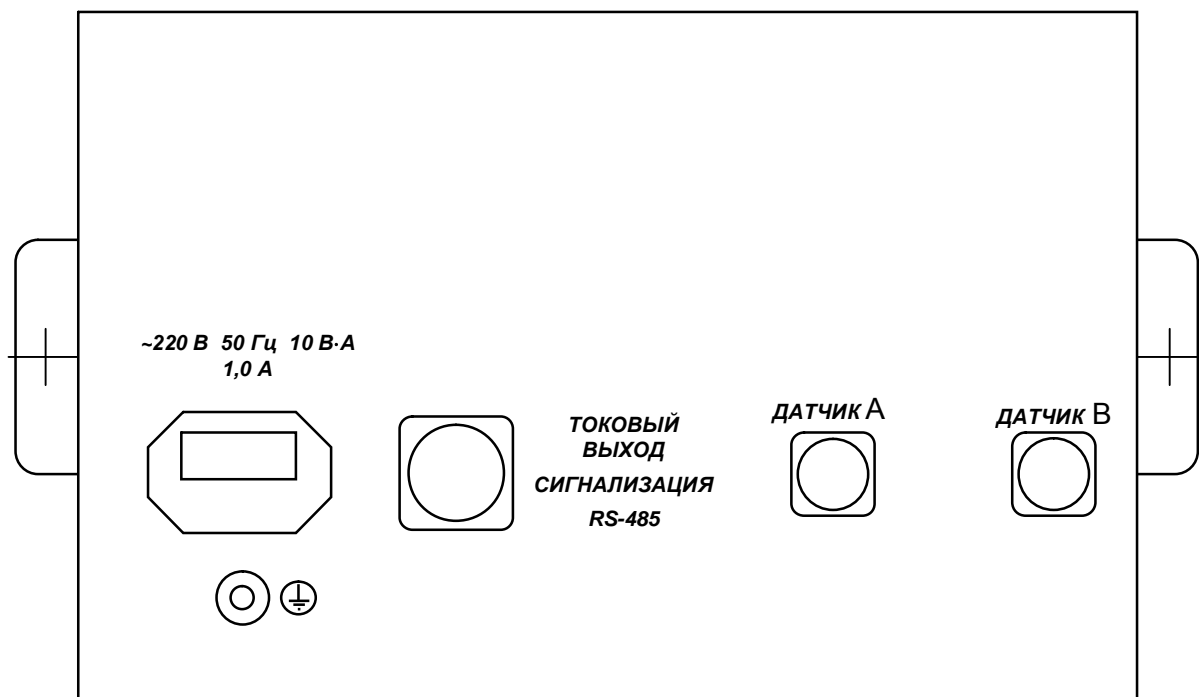 ~220 В 50 Гц 10 В·А
1,0 А
ТОКОВЫЙ
ВЫХОД
СИГНАЛИЗАЦИЯ
RS-485
ДАТЧИК А
ДАТЧИК В